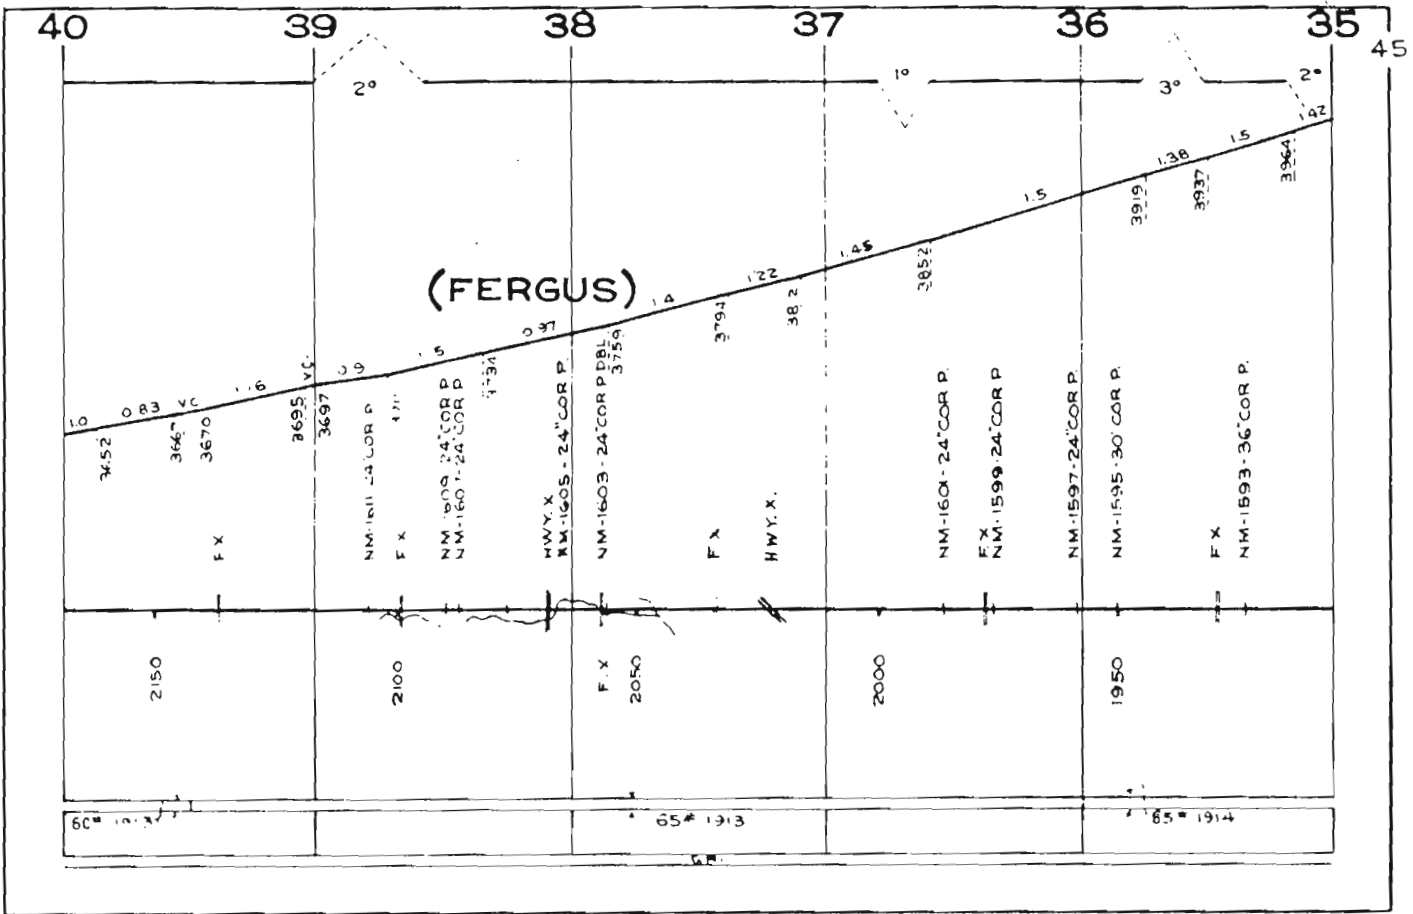 40 39 38 37 36 35
45
2° 1° 3° 2°
1.0 0.83 VC 0.9 0.97 1.4 1.22 1.45 1.5 1.38 1.5 1.42
(FERGUS)
3652
3670
3695 VC.
3697
3734
3759
3794
3852
3919
3937
3964
F X
NM-1611-24"COR P
F X
NM-1609-24"COR P
NM-1607-24"COR P
HWY. X
NM-1605-24"COR P.
NM-1603-24"COR P DBL.
F X
HWY. X.
NM-1601-24"COR P.
F X
NM-1599-24"COR P
NM-1597-24"COR P.
NM-1595-30"COR P.
F X
NM-1593-36"COR P.
2150 2100 F. X 2050 2000 1950
60# 65# 1913 85# 1914